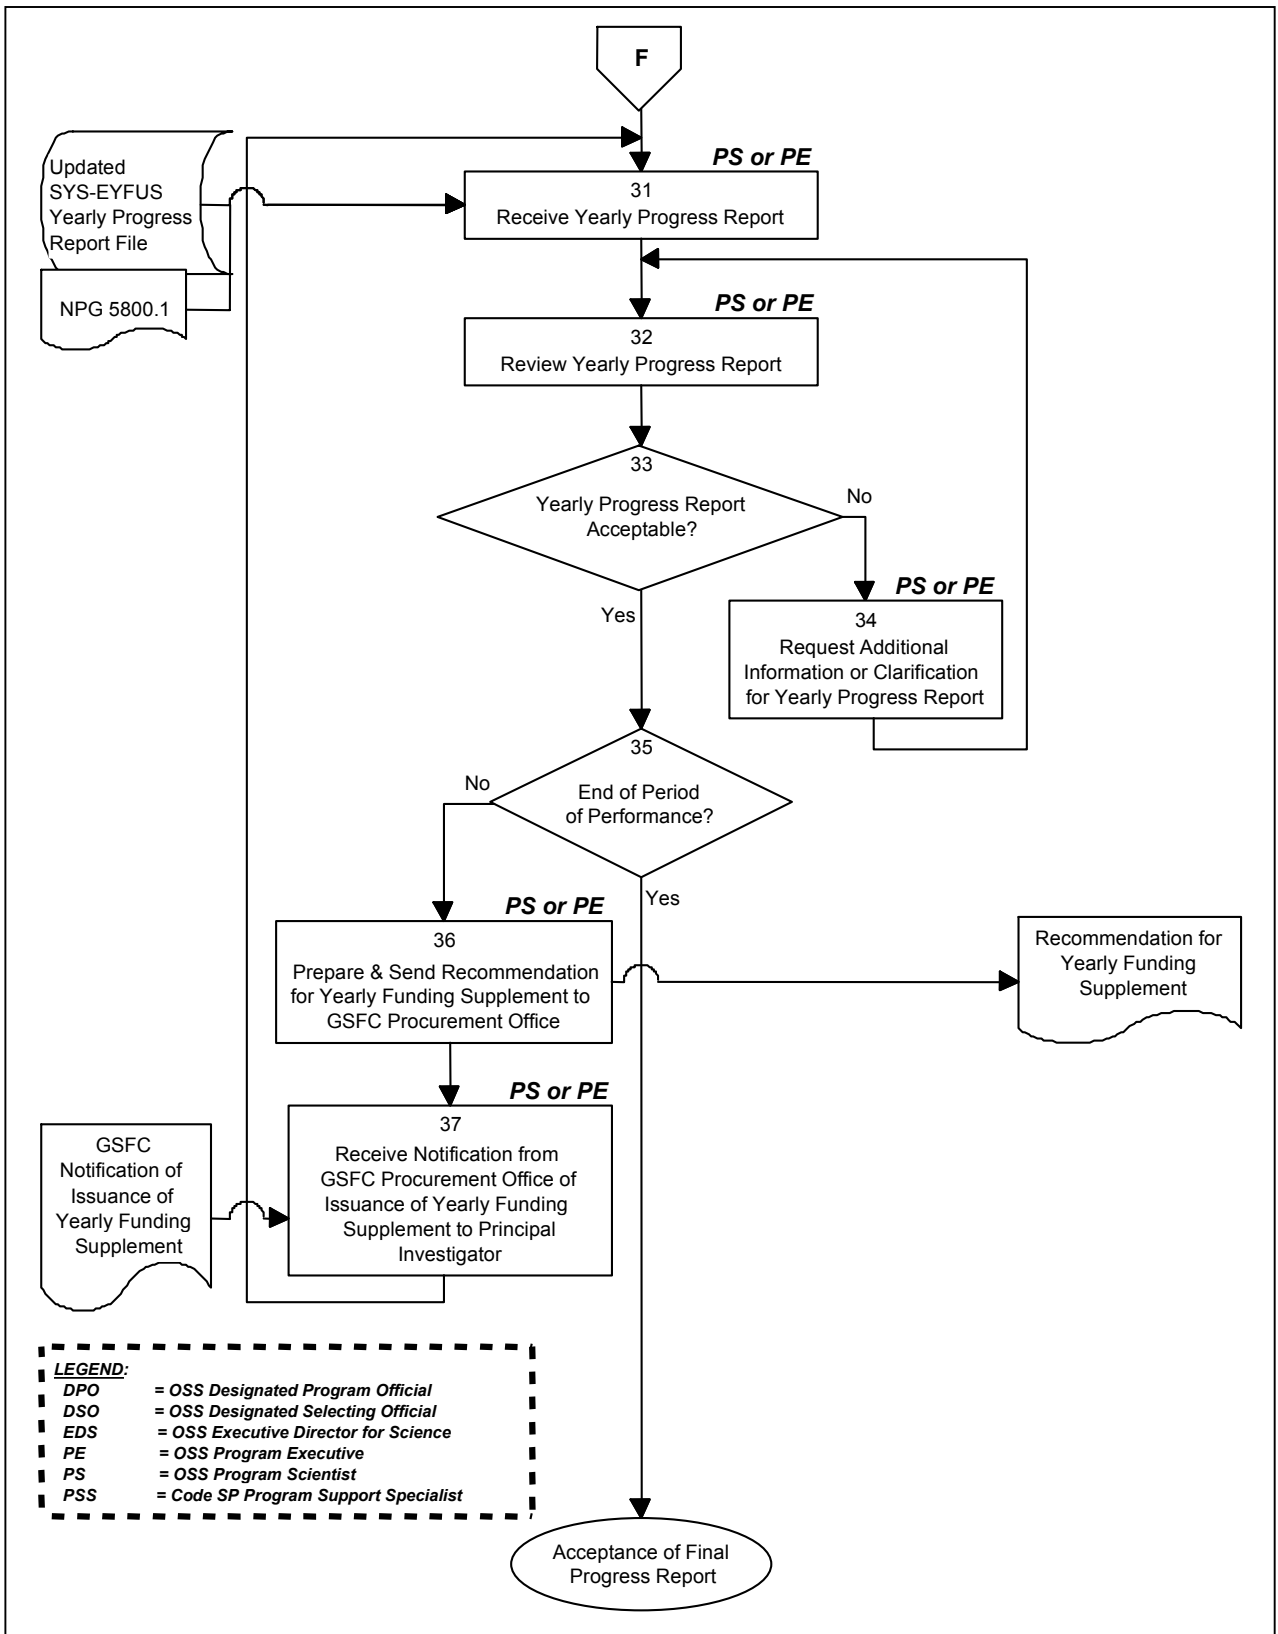 F
Updated
SYS-EYFUS
Yearly Progress
Report File
NPG 5800.1
PS or PE
31
Receive Yearly Progress Report
PS or PE
32
Review Yearly Progress Report
33
Yearly Progress Report
Acceptable?
No
Yes
PS or PE
34
Request Additional
Information or Clarification
for Yearly Progress Report
35
End of Period
of Performance?
No
Yes
PS or PE
36
Prepare & Send Recommendation
for Yearly Funding Supplement to
GSFC Procurement Office
Recommendation for
Yearly Funding
Supplement
PS or PE
37
Receive Notification from
GSFC Procurement Office of
Issuance of Yearly Funding
Supplement to Principal
Investigator
GSFC
Notification of
Issuance of
Yearly Funding
Supplement
LEGEND:
DPO = OSS Designated Program Official
DSO = OSS Designated Selecting Official
EDS = OSS Executive Director for Science
PE = OSS Program Executive
PS = OSS Program Scientist
PSS = Code SP Program Support Specialist
Acceptance of Final
Progress Report